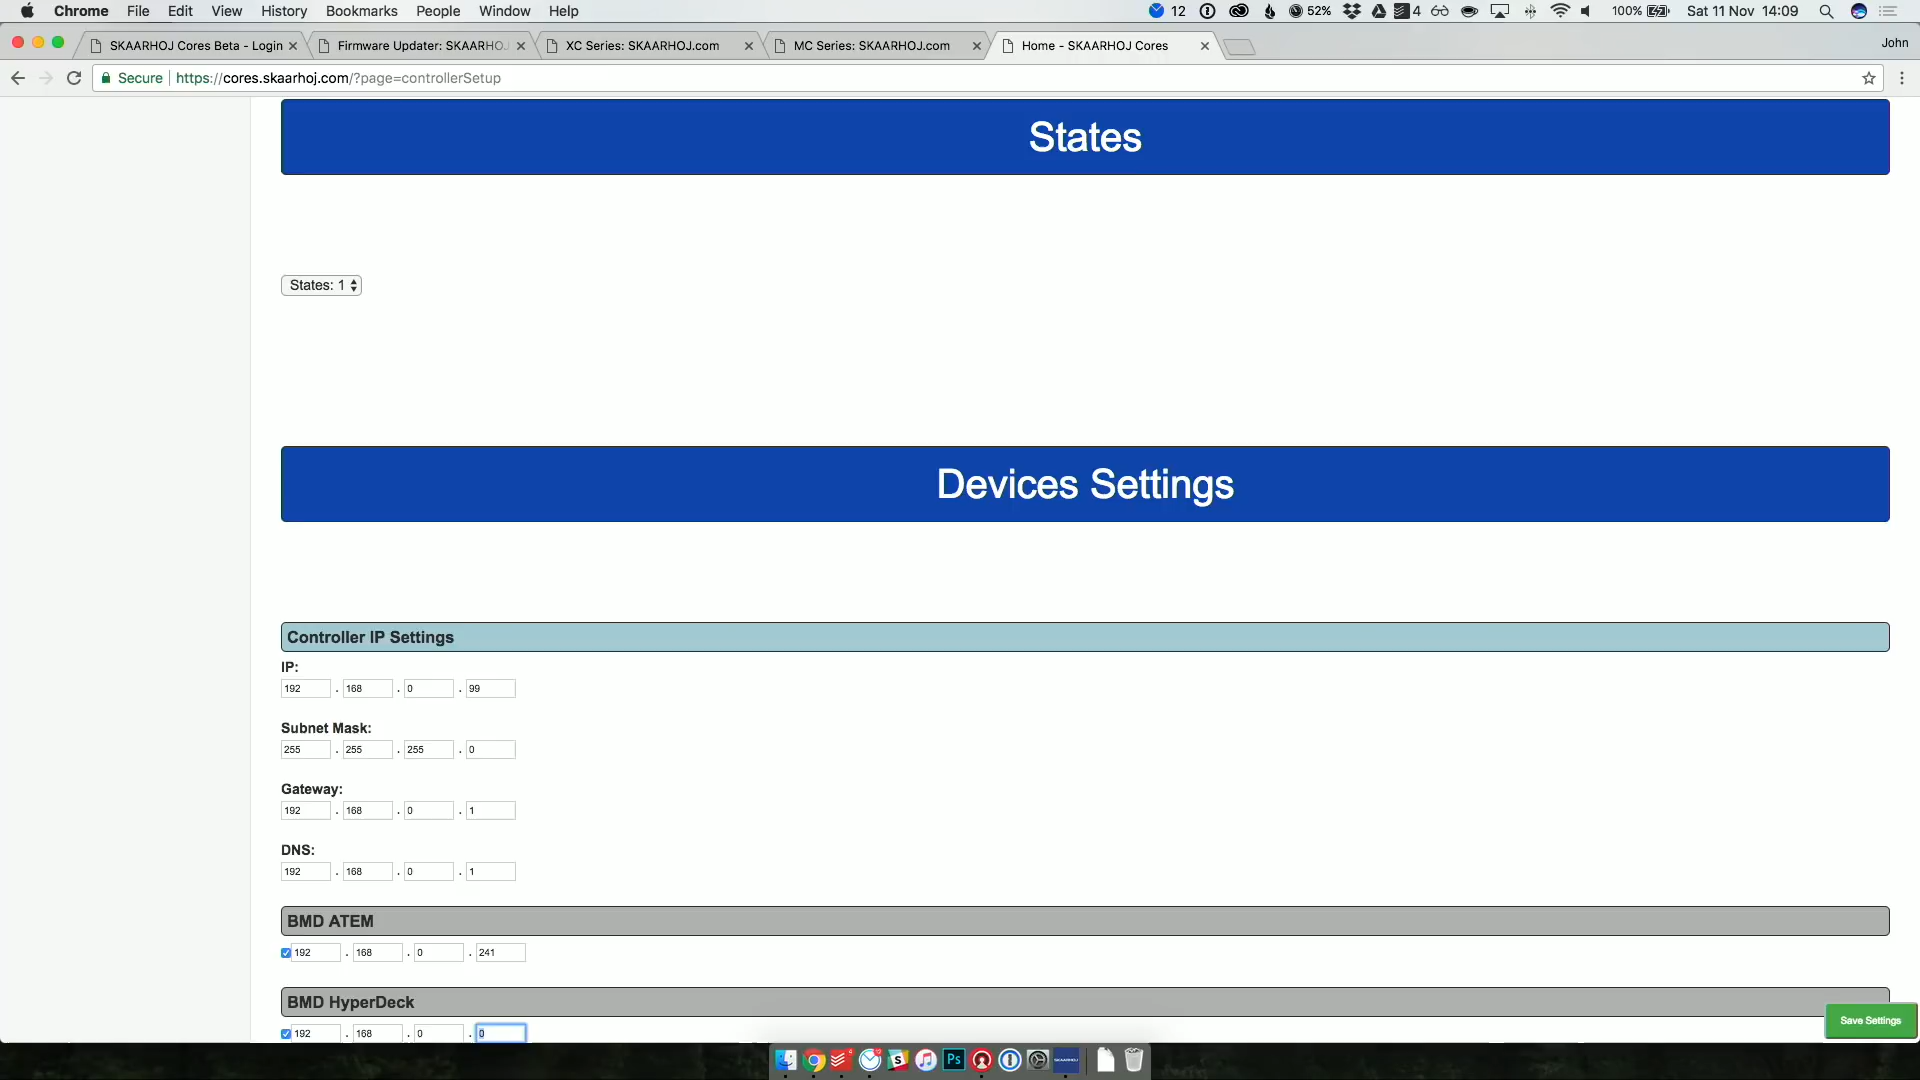 Chrome File Edit View History Bookmarks People Window Help 12 52% 4 100% Sat 11 Nov 14:09
SKAARHOJ Cores Beta - Login Firmware Updater: SKAARHO XC Series: SKAARHOJ.com MC Series: SKAARHOJ.com Home - SKAARHOJ Cores John
Secure https://cores.skaarhoj.com/?page=controllerSetup
States
States: 1
Devices Settings
Controller IP Settings
IP:
192 . 168 . 0 . 99
Subnet Mask:
255 . 255 . 255 . 0
Gateway:
192 . 168 . 0 . 1
DNS:
192 . 168 . 0 . 1
BMD ATEM
192 . 168 . 0 . 241
BMD HyperDeck
Save Settings
192 . 168 . 0 . 0
S Ps SKAARHOJ